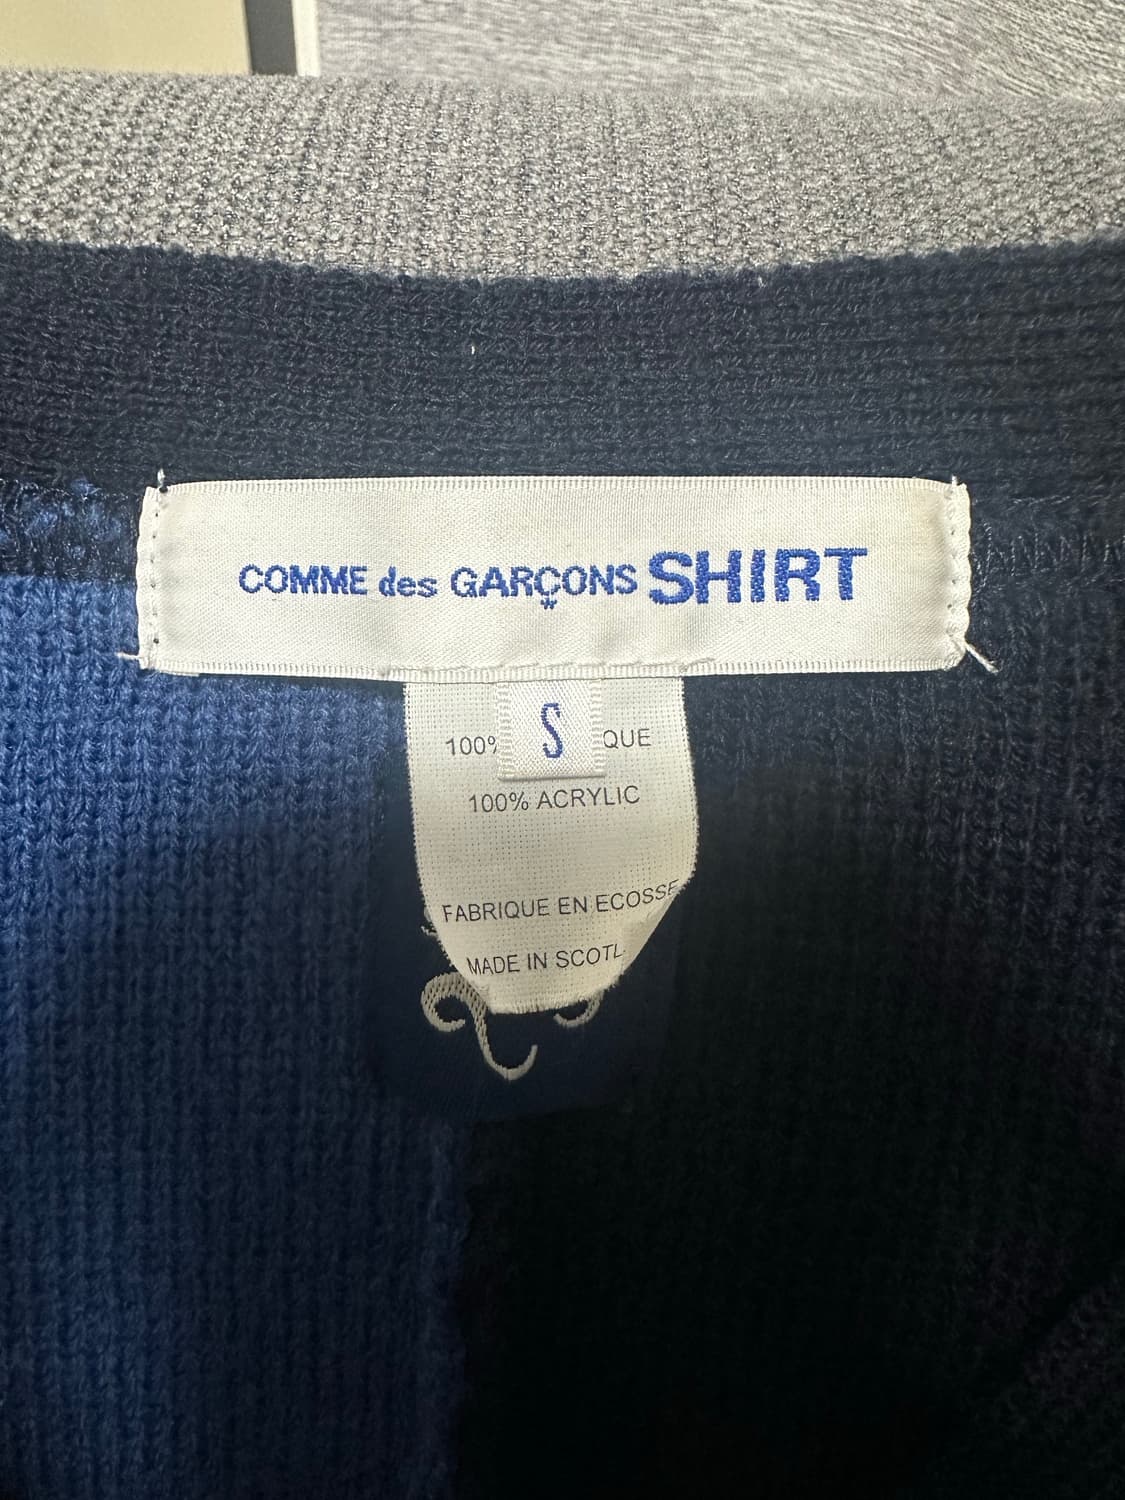 COMME des GARÇONS SHIRT
S
100% QUE
100% ACRYLIC
FABRIQUE EN ECOSSE
MADE IN SCOTL